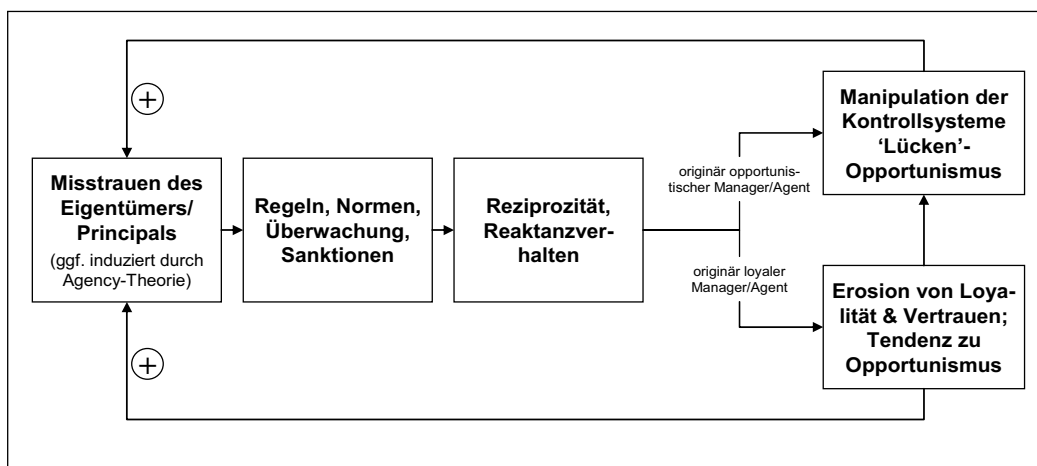 +
Manipulation der
Kontrollsysteme
‘Lücken’-
Opportunismus
Misstrauen des
Eigentümers/
Principals
(ggf. induziert durch
Agency-Theorie)
Regeln, Normen,
Überwachung,
Sanktionen
Reziprozität,
Reaktanzver-
halten
originär opportunis-
tischer Manager/Agent
originär loyaler
Manager/Agent
Erosion von Loya-
lität & Vertrauen;
Tendenz zu
Opportunismus
+